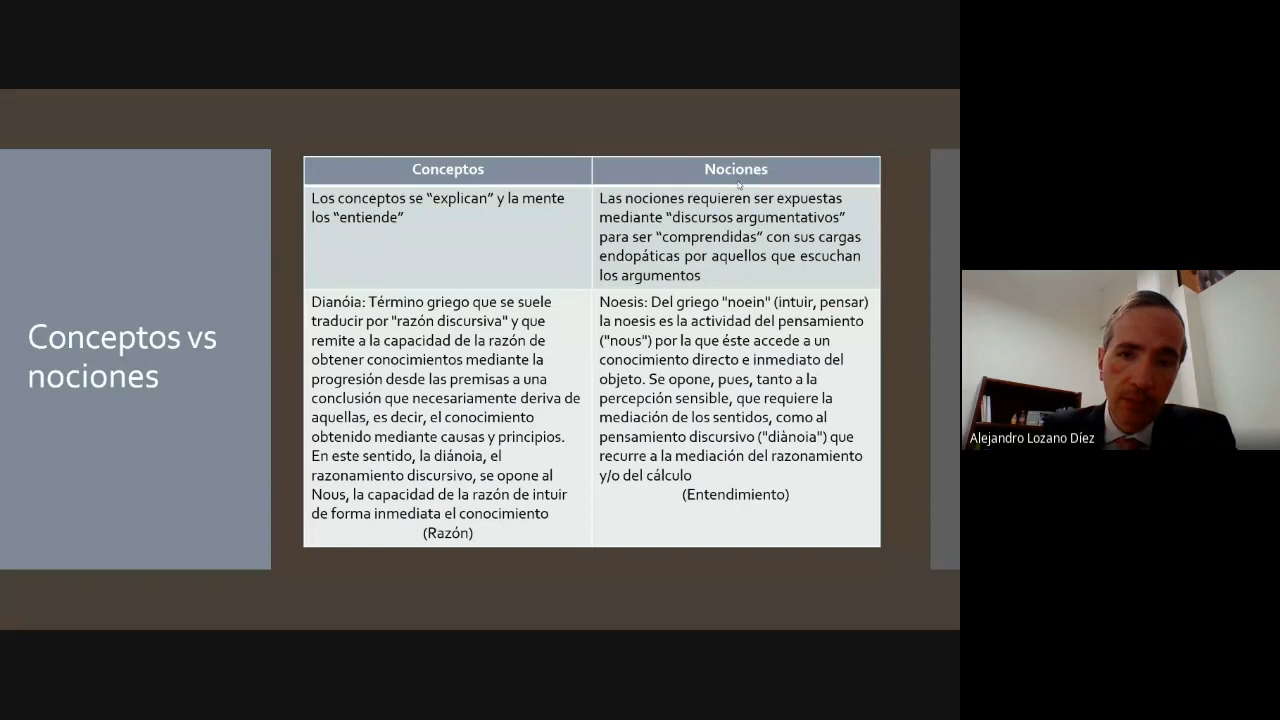 Conceptos vs
nociones
Conceptos
Nociones
Los conceptos se “explican” y la mente
los “entiende”
Las nociones requieren ser expuestas
mediante “discursos argumentativos”
para ser “comprendidas” con sus cargas
endopáticas por aquellos que escuchan
los argumentos
Dianóia: Término griego que se suele
traducir por "razón discursiva" y que
remite a la capacidad de la razón de
obtener conocimientos mediante la
progresión desde las premisas a una
conclusión que necesariamente deriva de
aquellas, es decir, el conocimiento
obtenido mediante causas y principios.
En este sentido, la diánoia, el
razonamiento discursivo, se opone al
Nous, la capacidad de la razón de intuir
de forma inmediata el conocimiento
(Razón)
Noesis: Del griego "noein" (intuir, pensar)
la noesis es la actividad del pensamiento
("nous") por la que éste accede a un
conocimiento directo e inmediato del
objeto. Se opone, pues, tanto a la
percepción sensible, que requiere la
mediación de los sentidos, como al
pensamiento discursivo ("diànoia") que
recurre a la mediación del razonamiento
y/o del cálculo
(Entendimiento)
Alejandro Lozano Díez